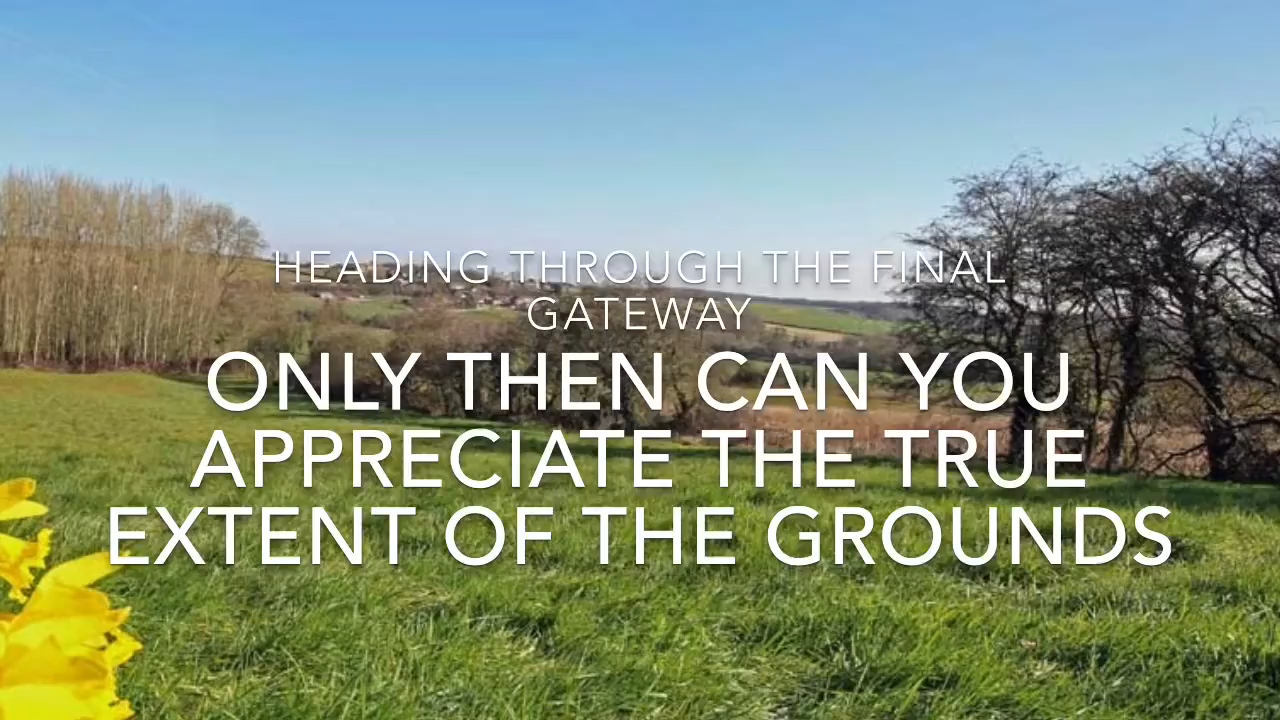 HEADING THROUGH THE FINAL
GATEWAY
ONLY THEN CAN YOU
APPRECIATE THE TRUE
EXTENT OF THE GROUNDS